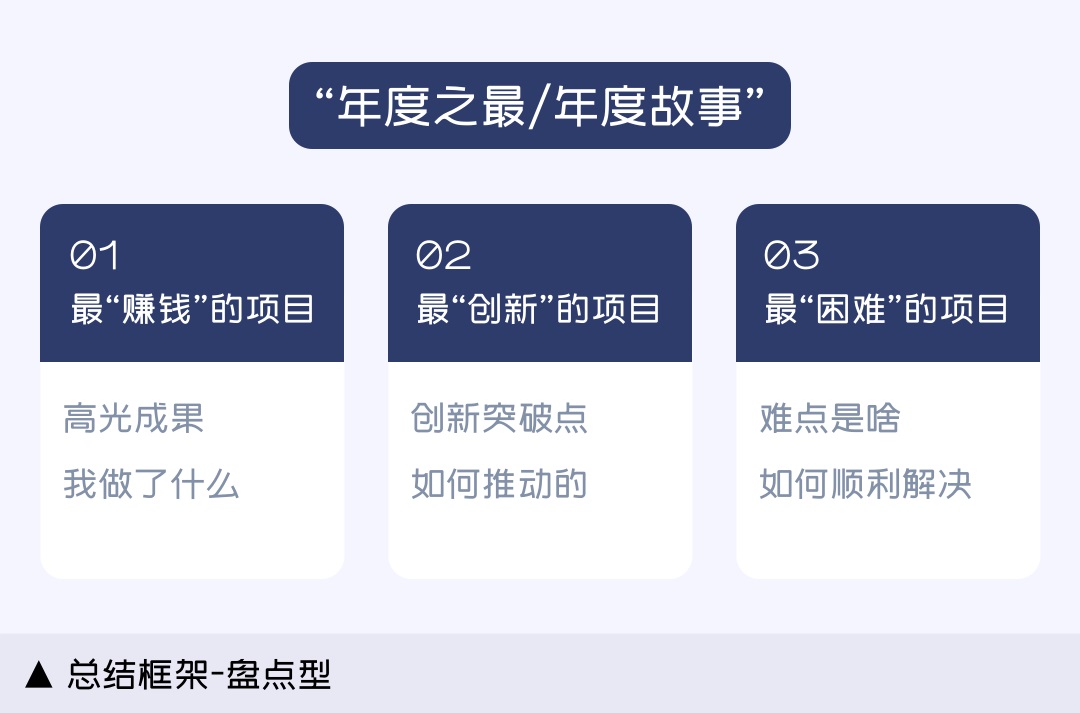 “年度之最/年度故事”
01
最“赚钱”的项目
高光成果
我做了什么
02
最“创新”的项目
创新突破点
如何推动的
03
最“困难”的项目
难点是啥
如何顺利解决
▲ 总结框架-盘点型